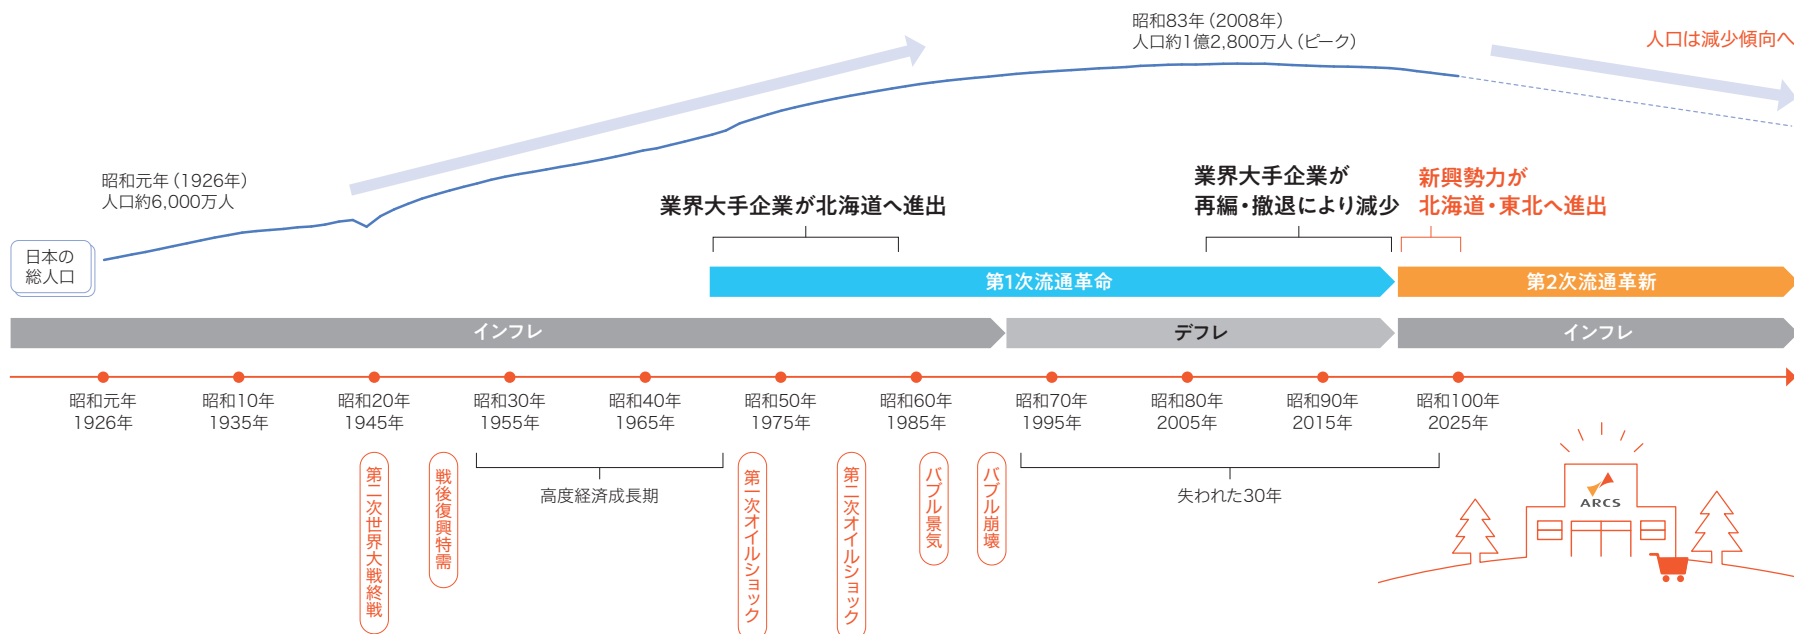 昭和83年(2008年)
人口約1億2,800万人(ピーク)
人口は減少傾向へ
昭和元年(1926年)
人口約6,000万人
業界大手企業が北海道へ進出
業界大手企業が
再編・撤退により減少
新興勢力が
北海道・東北へ進出
日本の
総人口
第1次流通革命
第2次流通革新
インフレ
デフレ
インフレ
昭和元年
1926年
昭和10年
1935年
昭和20年
1945年
昭和30年
1955年
昭和40年
1965年
昭和50年
1975年
昭和60年
1985年
昭和70年
1995年
昭和80年
2005年
昭和90年
2015年
昭和100年
2025年
第二次世界大戦終戦
戦後復興特需
高度経済成長期
第一次オイルショック
第二次オイルショック
バブル景気
バブル崩壊
失われた30年
ARCS